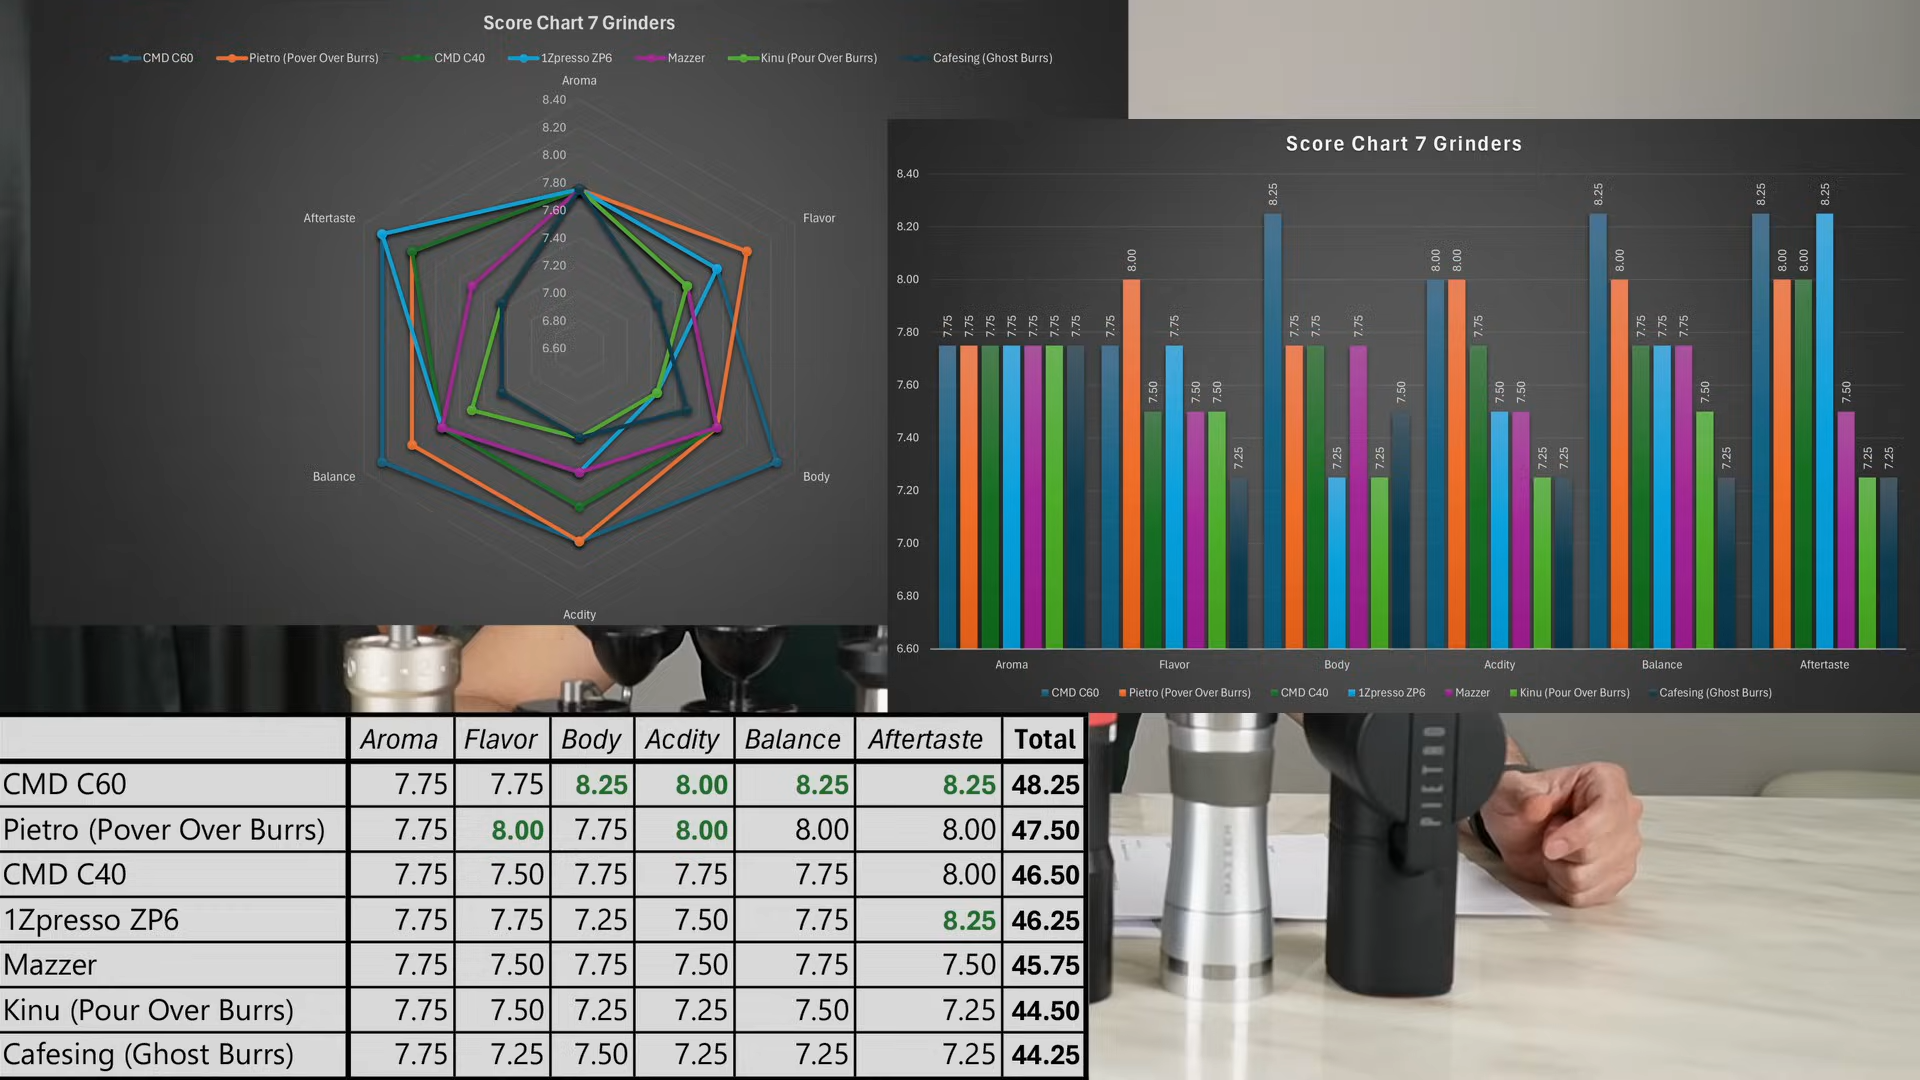 Score Chart 7 Grinders
CMD C60 Pietro (Pover Over Burrs) CMD C40 1Zpresso ZP6 Mazzer Kinu (Pour Over Burrs) Cafesing (Ghost Burrs)
Aroma
8.40
8.20
8.00
7.80
7.60
7.40
7.20
7.00
6.80
6.60
Aftertaste
Flavor
Balance
Body
Acdity
Score Chart 7 Grinders
8.40
8.20
8.00
7.80
7.60
7.40
7.20
7.00
6.80
6.60
7.75 7.75 7.75 7.75 7.75 7.75 7.75
7.75 8.00 7.50 7.75 7.50 7.50 7.25
8.25 7.75 7.75 7.25 7.75 7.25 7.50
8.00 8.00 7.75 7.50 7.50 7.25 7.25
8.25 8.00 7.75 7.75 7.75 7.50 7.25
8.25 8.00 8.00 8.25 7.50 7.25 7.25
Aroma Flavor Body Acdity Balance Aftertaste
CMD C60 Pietro (Pover Over Burrs) CMD C40 1Zpresso ZP6 Mazzer Kinu (Pour Over Burrs) Cafesing (Ghost Burrs)
Aroma Flavor Body Acdity Balance Aftertaste Total
CMD C60 7.75 7.75 8.25 8.00 8.25 8.25 48.25
Pietro (Pover Over Burrs) 7.75 8.00 7.75 8.00 8.00 8.00 47.50
CMD C40 7.75 7.50 7.75 7.75 7.75 8.00 46.50
1Zpresso ZP6 7.75 7.75 7.25 7.50 7.75 8.25 46.25
Mazzer 7.75 7.50 7.75 7.50 7.75 7.50 45.75
Kinu (Pour Over Burrs) 7.75 7.50 7.25 7.25 7.50 7.25 44.50
Cafesing (Ghost Burrs) 7.75 7.25 7.50 7.25 7.25 7.25 44.25
MAZZER
PIETRO